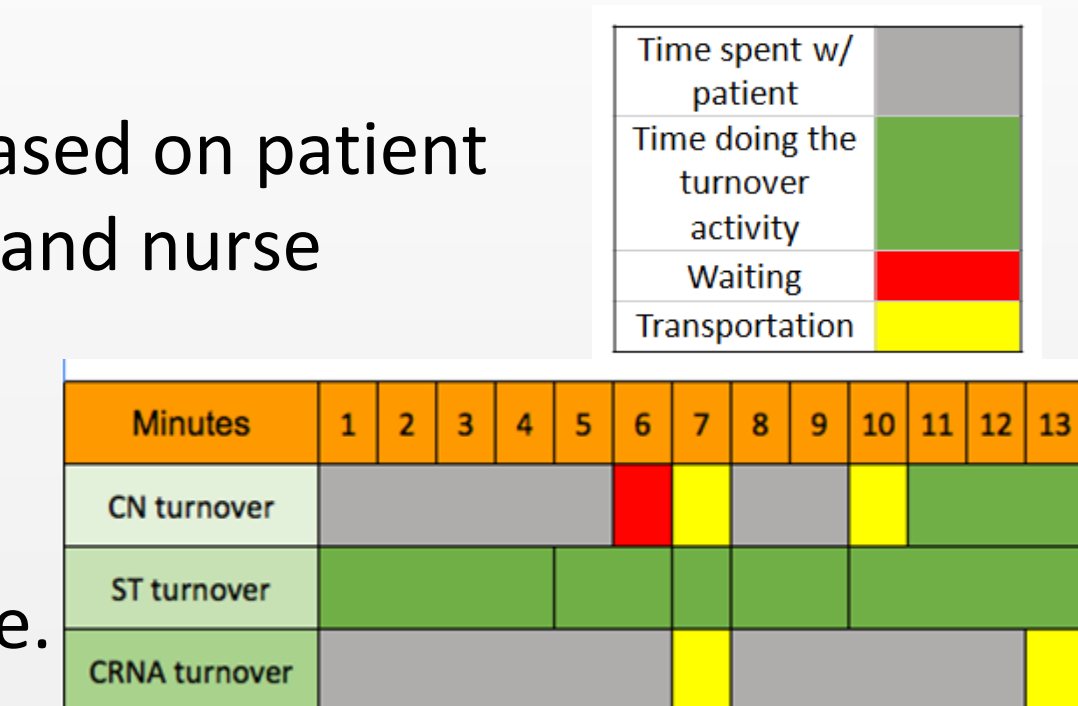 ased on patient
and nurse
e.
Time spent w/
patient
Time doing the
turnover
activity
Waiting
Transportation
Minutes 1 2 3 4 5 6 7 8 9 10 11 12 13
CN turnover
ST turnover
CRNA turnover